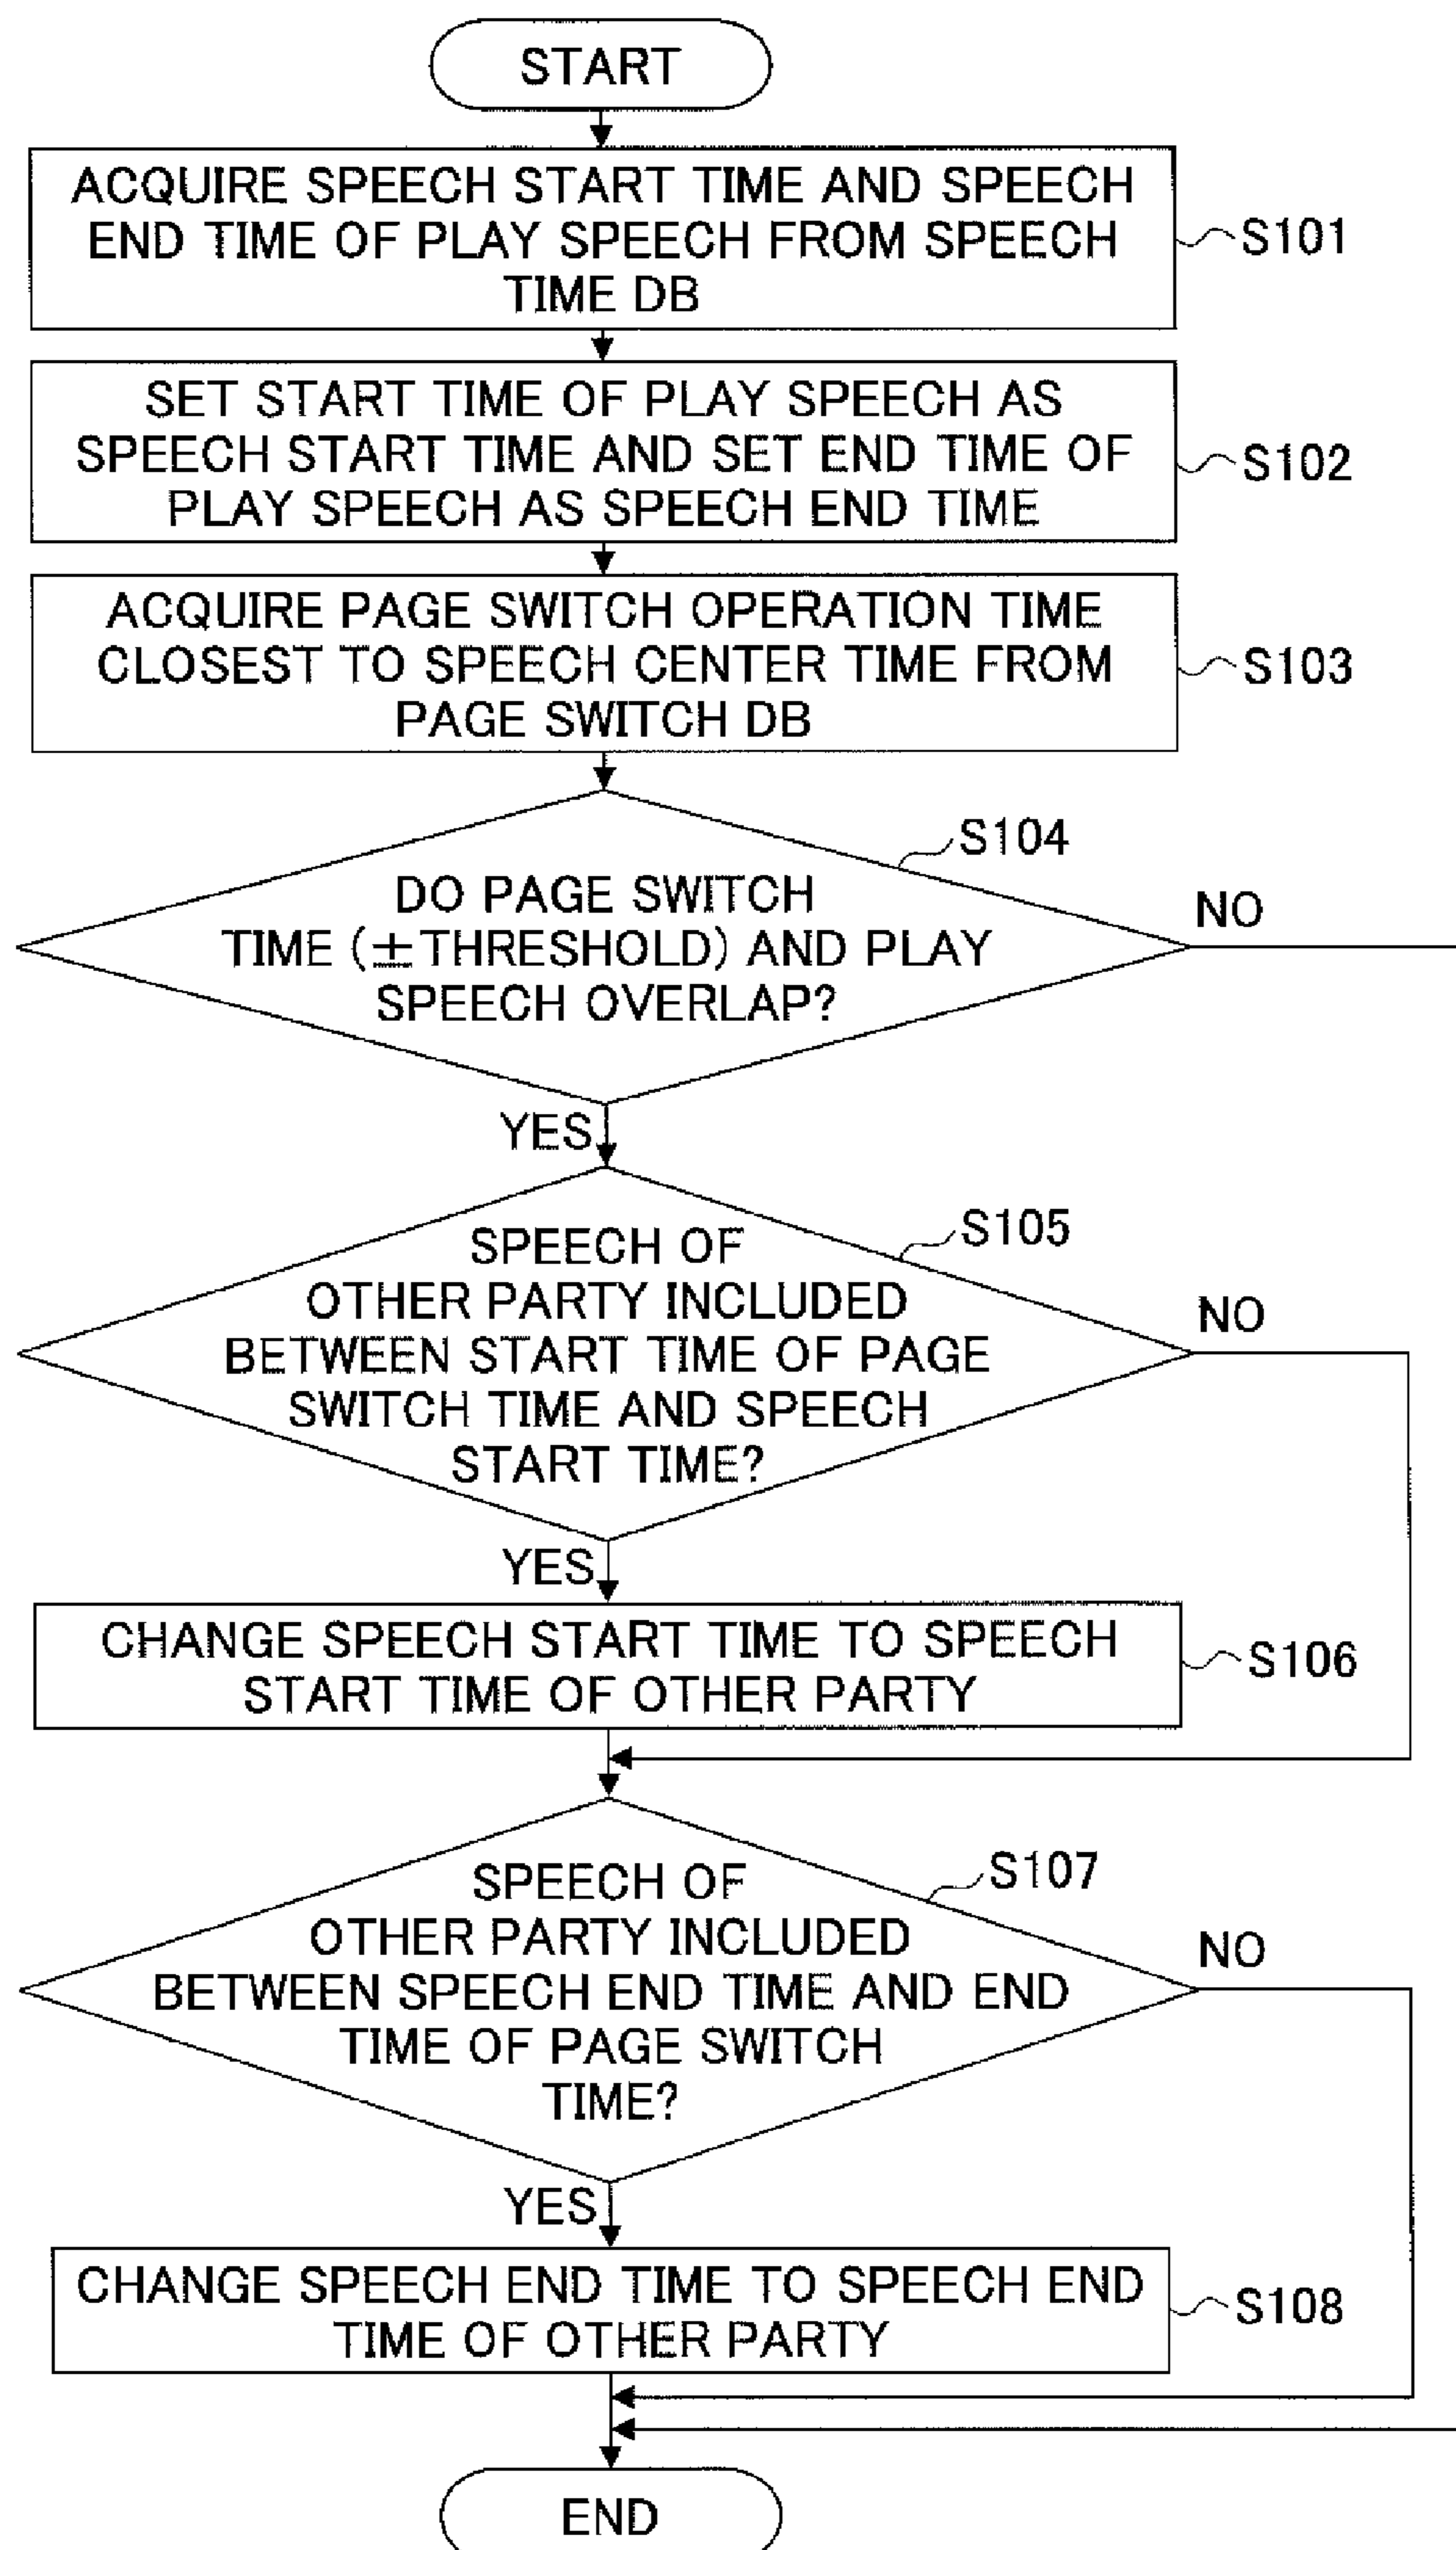 START
ACQUIRE SPEECH START TIME AND SPEECH
END TIME OF PLAY SPEECH FROM SPEECH
TIME DB
S101
SET START TIME OF PLAY SPEECH AS
SPEECH START TIME AND SET END TIME OF
PLAY SPEECH AS SPEECH END TIME
S102
ACQUIRE PAGE SWITCH OPERATION TIME
CLOSEST TO SPEECH CENTER TIME FROM
PAGE SWITCH DB
S103
S104
DO PAGE SWITCH
TIME (±THRESHOLD) AND PLAY
SPEECH OVERLAP?
NO
YES
S105
SPEECH OF
OTHER PARTY INCLUDED
BETWEEN START TIME OF PAGE
SWITCH TIME AND SPEECH
START TIME?
NO
YES
CHANGE SPEECH START TIME TO SPEECH
START TIME OF OTHER PARTY
S106
S107
SPEECH OF
OTHER PARTY INCLUDED
BETWEEN SPEECH END TIME AND END
TIME OF PAGE SWITCH
TIME?
NO
YES
CHANGE SPEECH END TIME TO SPEECH END
TIME OF OTHER PARTY
S108
END